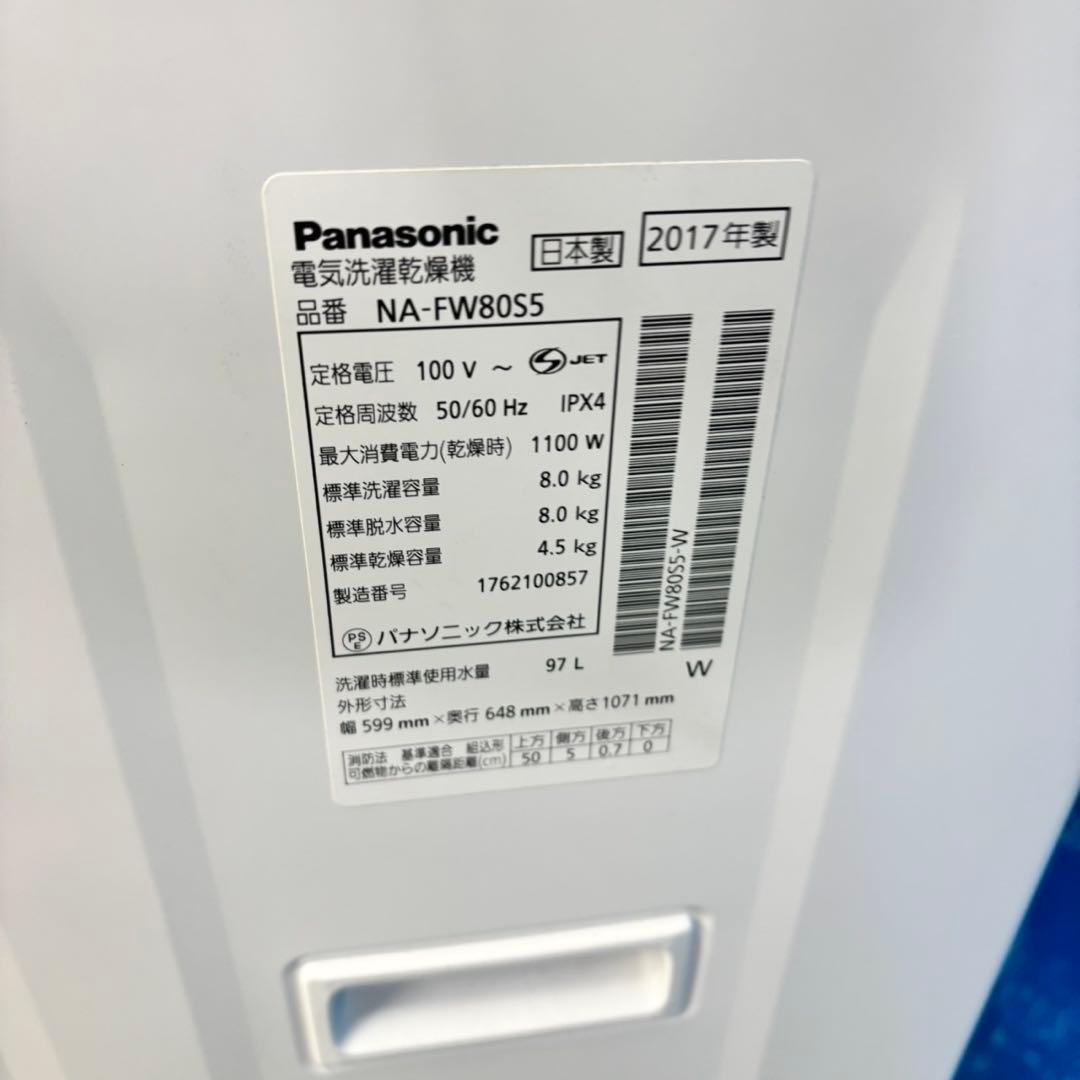 Panasonic 日本製 2017年製
電気洗濯乾燥機
品番 NA-FW80S5
定格電圧 100 V ～ S JET
定格周波数 50/60 Hz IPX4
最大消費電力(乾燥時) 1100 W
標準洗濯容量 8.0 kg
標準脱水容量 8.0 kg
標準乾燥容量 4.5 kg
製造番号 1762100857
PSE パナソニック株式会社
NA-FW80S5-W
W
洗濯時標準使用水量 97 L
外形寸法
幅 599 mm×奥行 648 mm×高さ1071 mm
消防法 基準適合 組込形 上方 側方 後方 下方
可燃物からの離隔距離(cm) 50 5 0.7 0